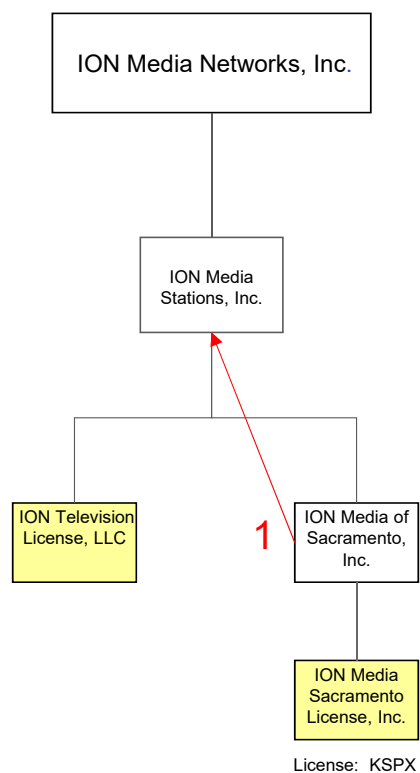 ION Media Networks, Inc.
ION Media
Stations, Inc.
ION Television
License, LLC
1
ION Media of
Sacramento,
Inc.
ION Media
Sacramento
License, Inc.
License: KSPX